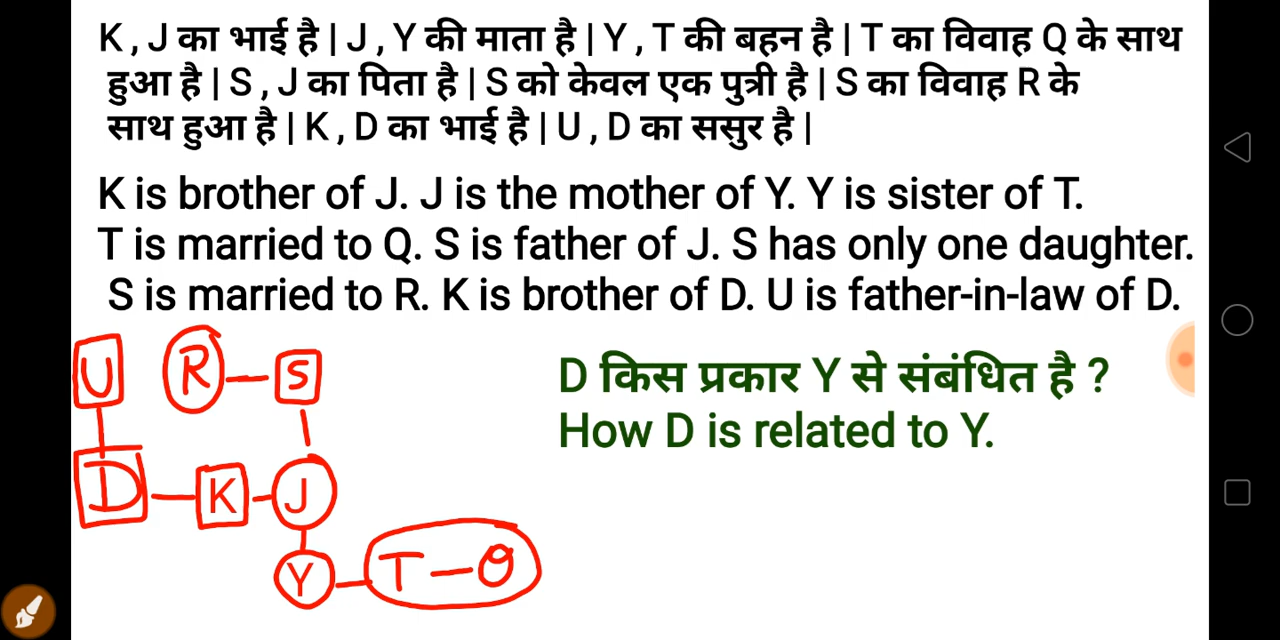 K , J का भाई है | J , Y की माता है | Y , T की बहन है | T का विवाह Q के साथ
हुआ है | S , J का पिता है | S को केवल एक पुत्री है | S का विवाह R के
साथ हुआ है | K , D का भाई है | U , D का ससुर है |
K is brother of J. J is the mother of Y. Y is sister of T.
T is married to Q. S is father of J. S has only one daughter.
S is married to R. K is brother of D. U is father-in-law of D.
U R — S
D किस प्रकार Y से संबंधित है ?
How D is related to Y.
D — K - J
Y - T — Q